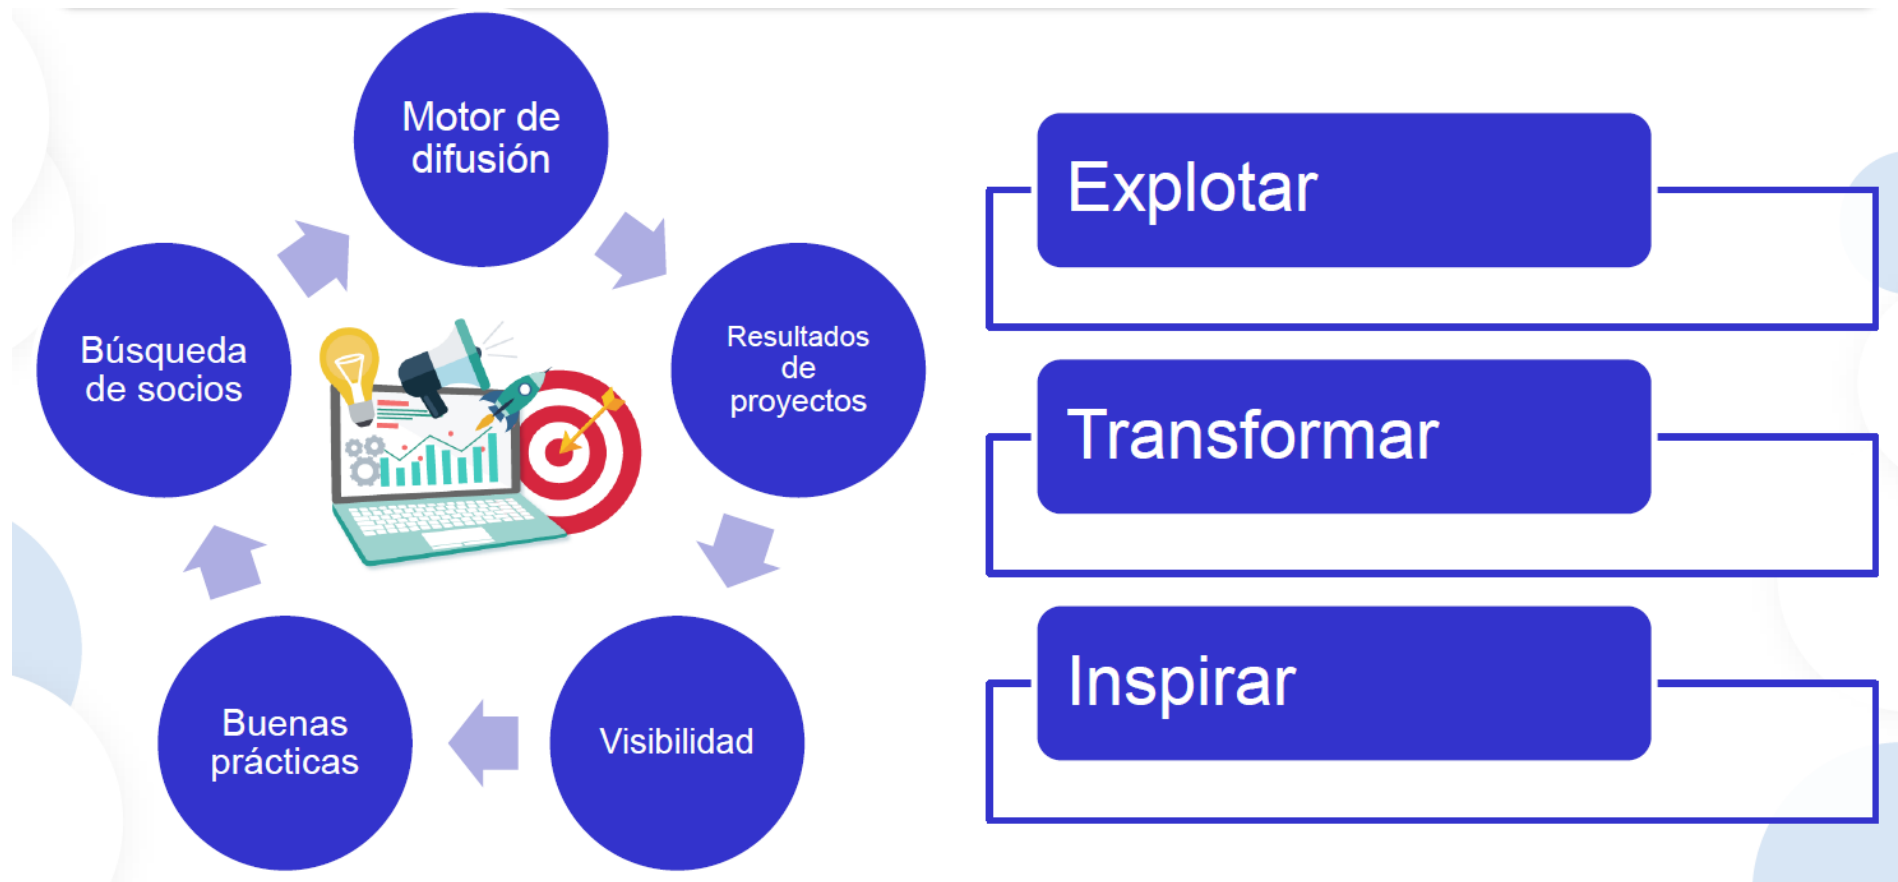 Motor de
difusión
Resultados
de
proyectos
Visibilidad
Buenas
prácticas
Búsqueda
de socios
Explotar
Transformar
Inspirar